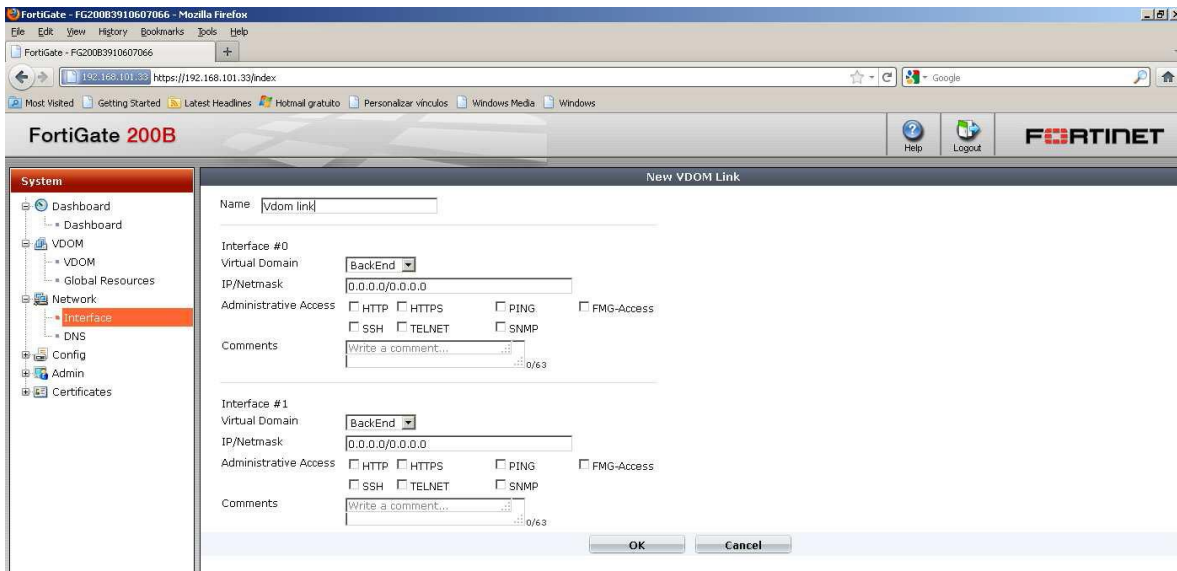 FortiGate - FG200B3910607066 - Mozilla Firefox
File Edit View History Bookmarks Tools Help
FortiGate - FG200B3910607066 +
192.168.101.33 https://192.168.101.33/index
Google
Most Visited Getting Started Latest Headlines Hotmail gratuito Personalizar vínculos Windows Media Windows
FortiGate 200B
Help Logout
FORTINET
System
Dashboard
Dashboard
VDOM
VDOM
Global Resources
Network
Interface
DNS
Config
Admin
Certificates
New VDOM Link
Name Vdom link
Interface #0
Virtual Domain BackEnd
IP/Netmask 0.0.0.0/0.0.0.0
Administrative Access HTTP HTTPS PING FMG-Access
SSH TELNET SNMP
Comments Write a comment...
0/63
Interface #1
Virtual Domain BackEnd
IP/Netmask 0.0.0.0/0.0.0.0
Administrative Access HTTP HTTPS PING FMG-Access
SSH TELNET SNMP
Comments Write a comment...
0/63
OK Cancel